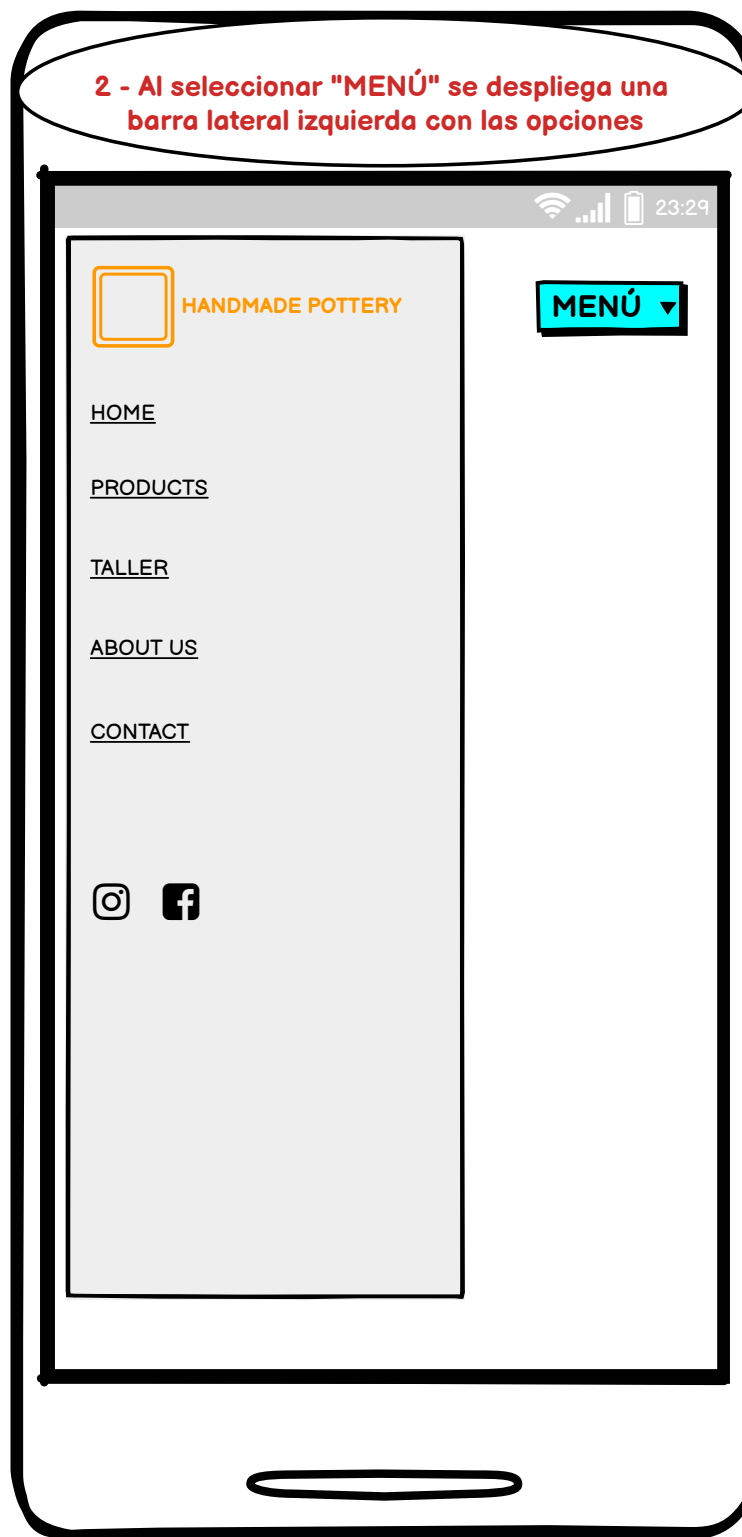 2 - Al seleccionar "MENÚ" se despliega una
barra lateral izquierda con las opciones
23:29
HANDMADE POTTERY
MENÚ
HOME
PRODUCTS
TALLER
ABOUT US
CONTACT